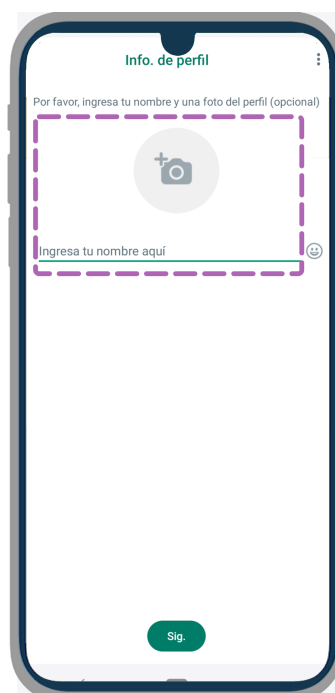 Info. de perfil
Por favor, ingresa tu nombre y una foto del perfil (opcional)
Ingresa tu nombre aquí
Sig.